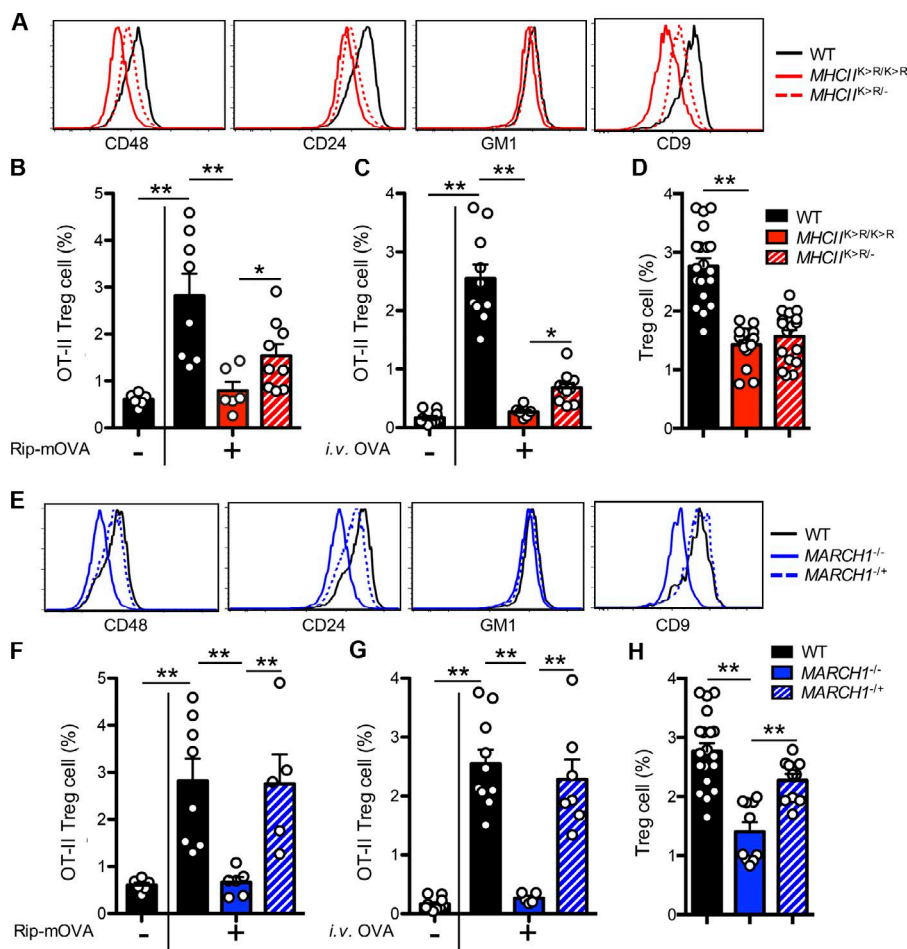 A
CD48
CD24
GM1
CD9
WT
MHCII^K>R/K>R
MHCII^K>R/-
B
OT-II Treg cell (%)
5
4
3
2
1
0
**
**
*
Rip-mOVA
-
+
C
OT-II Treg cell (%)
4
3
2
1
0
**
**
*
i.v. OVA
-
+
D
Treg cell (%)
4
3
2
1
0
**
WT
MHCII^K>R/K>R
MHCII^K>R/-
E
CD48
CD24
GM1
CD9
WT
MARCH1^-/-
MARCH1^-/+
F
OT-II Treg cell (%)
5
4
3
2
1
0
**
**
**
Rip-mOVA
-
+
G
OT-II Treg cell (%)
4
3
2
1
0
**
**
**
i.v. OVA
-
+
H
Treg cell (%)
4
3
2
1
0
**
**
WT
MARCH1^-/-
MARCH1^-/+